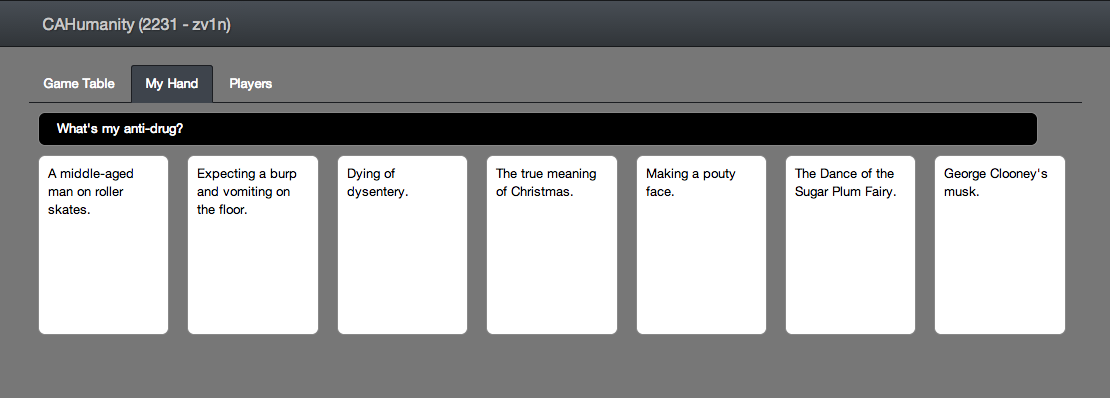 CAHumanity (2231 - zv1n)
Game Table
My Hand
Players
What's my anti-drug?
A middle-aged
man on roller
skates.
Expecting a burp
and vomiting on
the floor.
Dying of
dysentery.
The true meaning
of Christmas.
Making a pouty
face.
The Dance of the
Sugar Plum Fairy.
George Clooney's
musk.